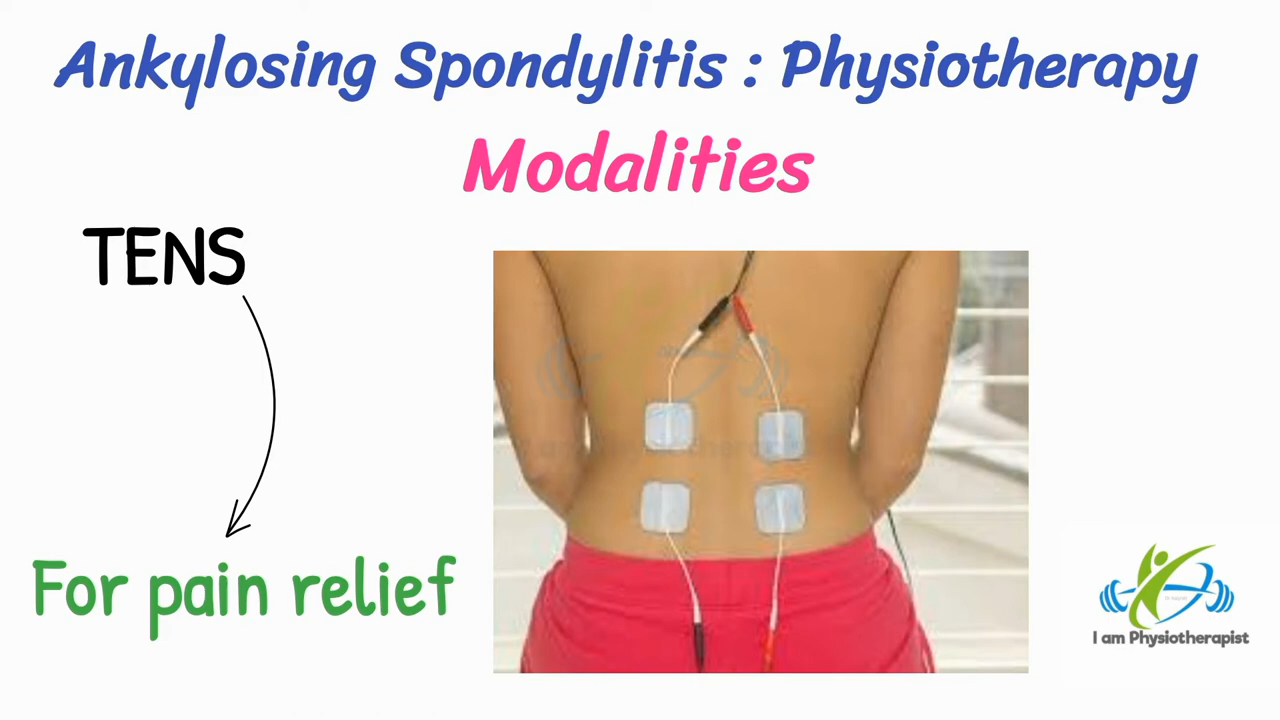 Ankylosing Spondylitis : Physiotherapy
Modalities
TENS
For pain relief
I am Physiotherapist